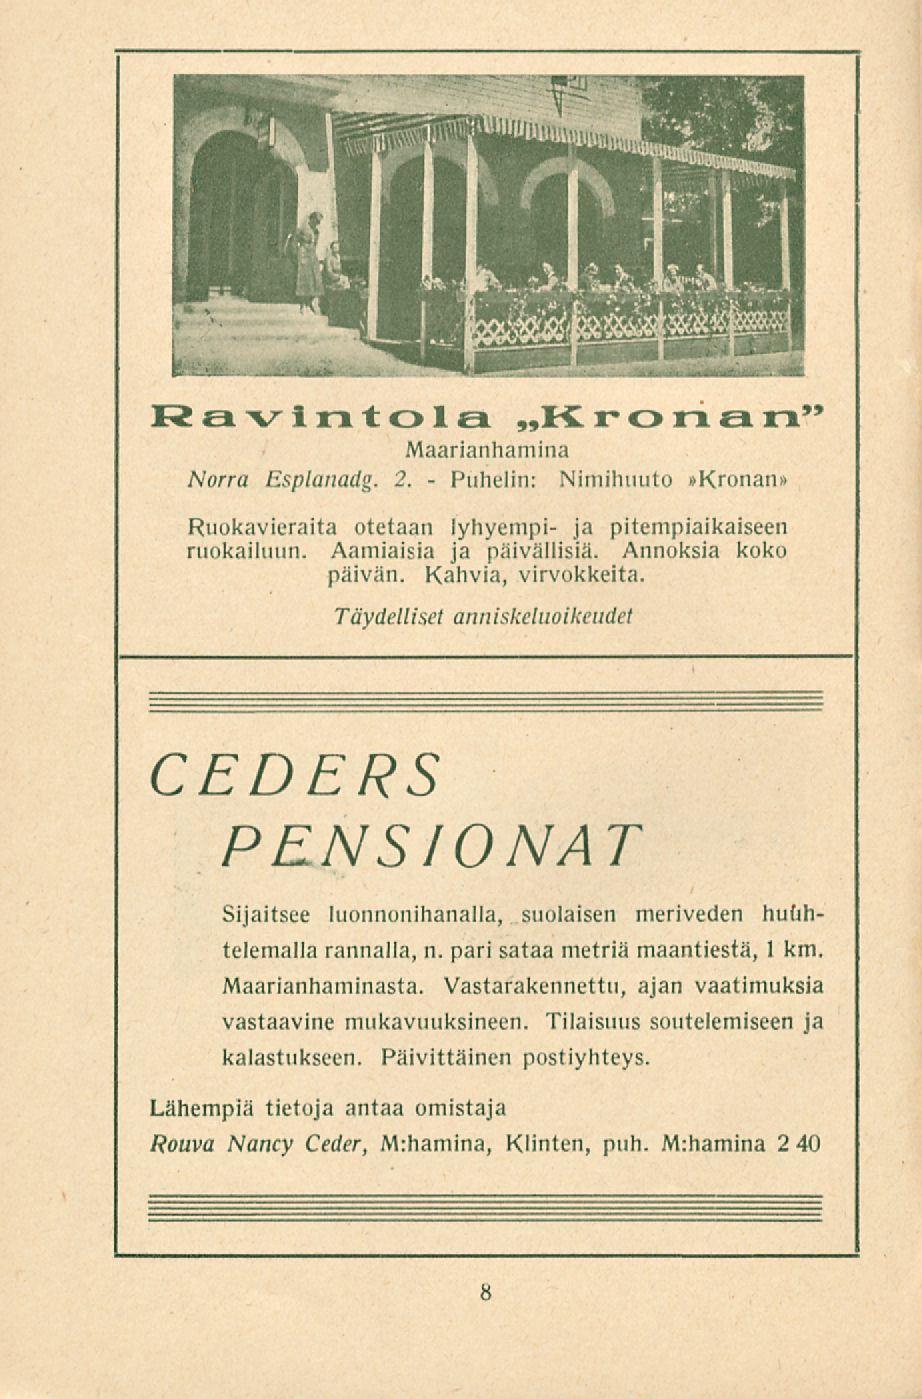 Ravintola „Kronan”
Maarianhamina
Norra Esplanadg. 2. - Puhelin: Nimihuuto »Kronan»
Ruokavieraita otetaan lyhyempi- ja pitempiaikaiseen
ruokailuun. Aamiaisia ja päivällisiä. Annoksia koko
päivän. Kahvia, virvokkeita.
Täydelliset anniskeluoikeudet
CEDERS
PENSIONAT
Sijaitsee luonnonihanalla, suolaisen meriveden huuh-
telemalla rannalla, n. pari sataa metriä maantiestä, 1 km.
Maarianhaminasta. Vastarakennettu, ajan vaatimuksia
vastaavine mukavuuksineen. Tilaisuus soutelemiseen ja
kalastukseen. Päivittäinen postiyhteys.
Lähempiä tietoja antaa omistaja
Rouva Nancy Ceder, M:hamina, Klinten, puh. M:hamina 2 40
8